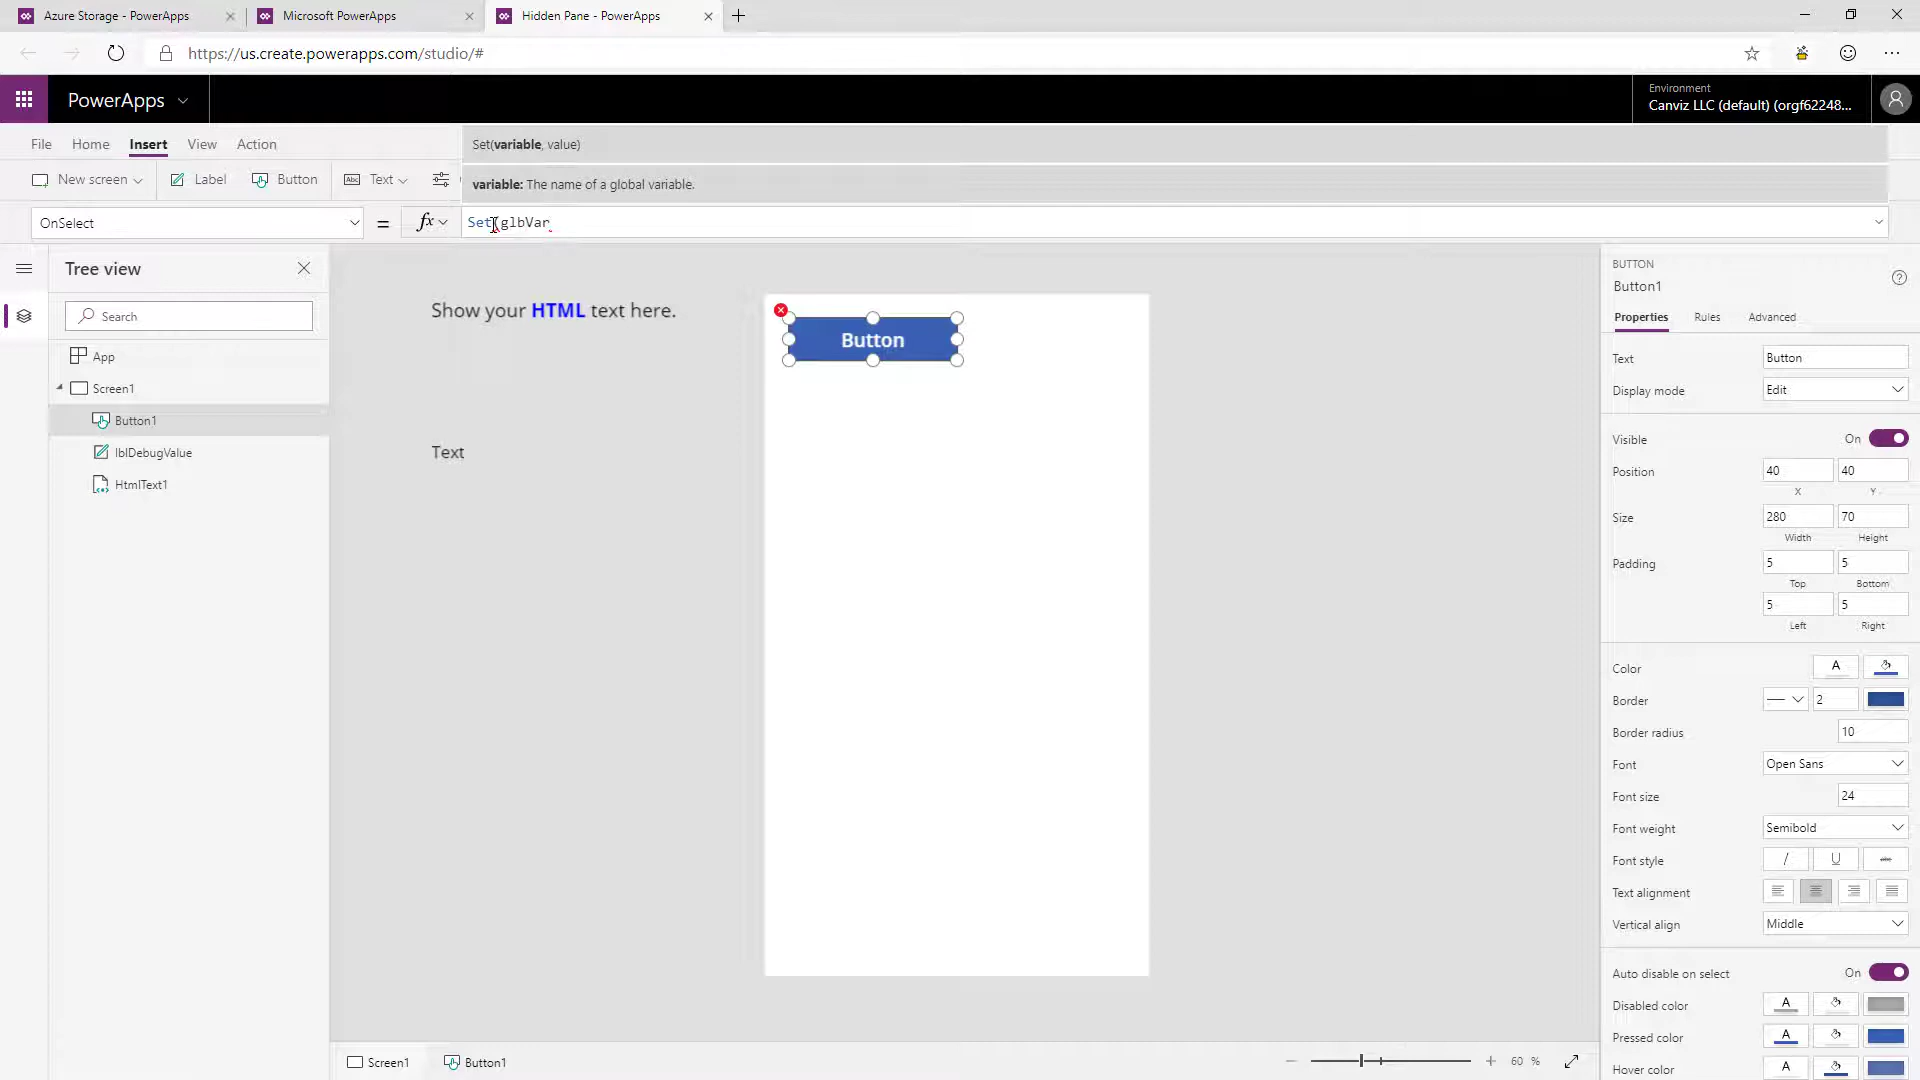 Azure Storage - PowerApps
Microsoft PowerApps
Hidden Pane - PowerApps
https://us.create.powerapps.com/studio/#
PowerApps
Environment
Canviz LLC (default) (orgf62248...
File
Home
Insert
View
Action
Set(variable, value)
New screen
Label
Button
Abc
Text
variable: The name of a global variable.
OnSelect
=
fx
Set(glbVar
Tree view
Search
App
Screen1
Button1
lblDebugValue
HtmlText1
Show your HTML text here.
Text
Button
BUTTON
Button1
Properties
Rules
Advanced
Text
Button
Display mode
Edit
Visible
On
Position
40
40
X
Y
Size
280
70
Width
Height
Padding
5
5
Top
Bottom
5
5
Left
Right
Color
A
Border
2
Border radius
10
Font
Open Sans
Font size
24
Font weight
Semibold
Font style
/
U
abc
Text alignment
Vertical align
Middle
Auto disable on select
On
Disabled color
A
Pressed color
A
Hover color
A
Screen1
Button1
60 %